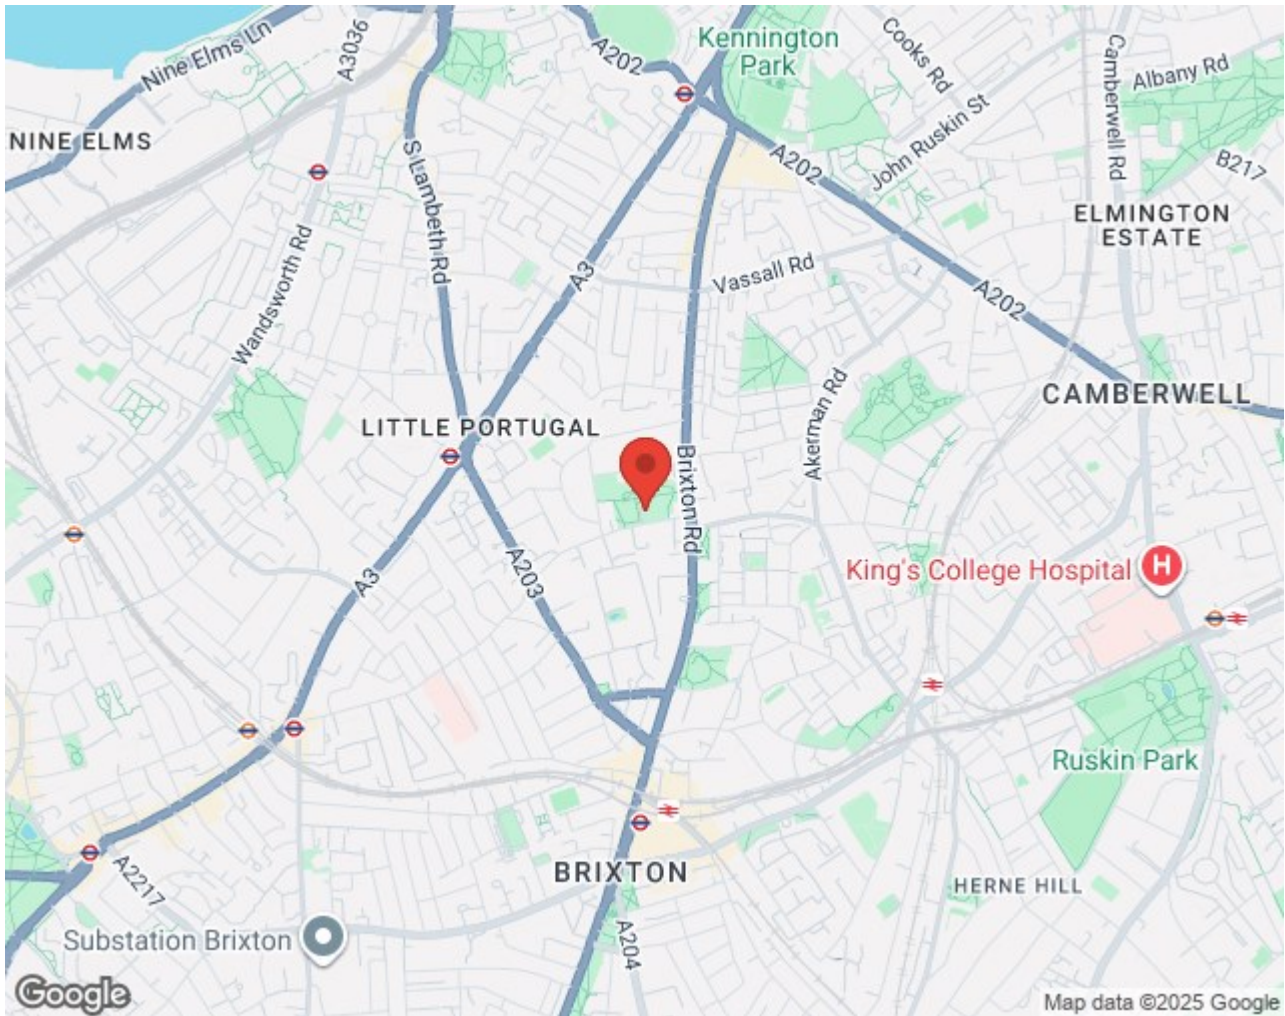 Nine Elms Ln
A3036
A202
Kennington
Park
Cooks Rd
Camberwell Rd
Albany Rd
NINE ELMS
S Lambeth Rd
A202
John Ruskin St
B217
ELMINGTON
ESTATE
Wandsworth Rd
A3
Vassall Rd
A202
LITTLE PORTUGAL
Akerman Rd
CAMBERWELL
Brixton Rd
A3
A203
King's College Hospital
H
Ruskin Park
A2217
BRIXTON
HERNE HILL
Substation Brixton
A204
Google
Map data ©2025 Google